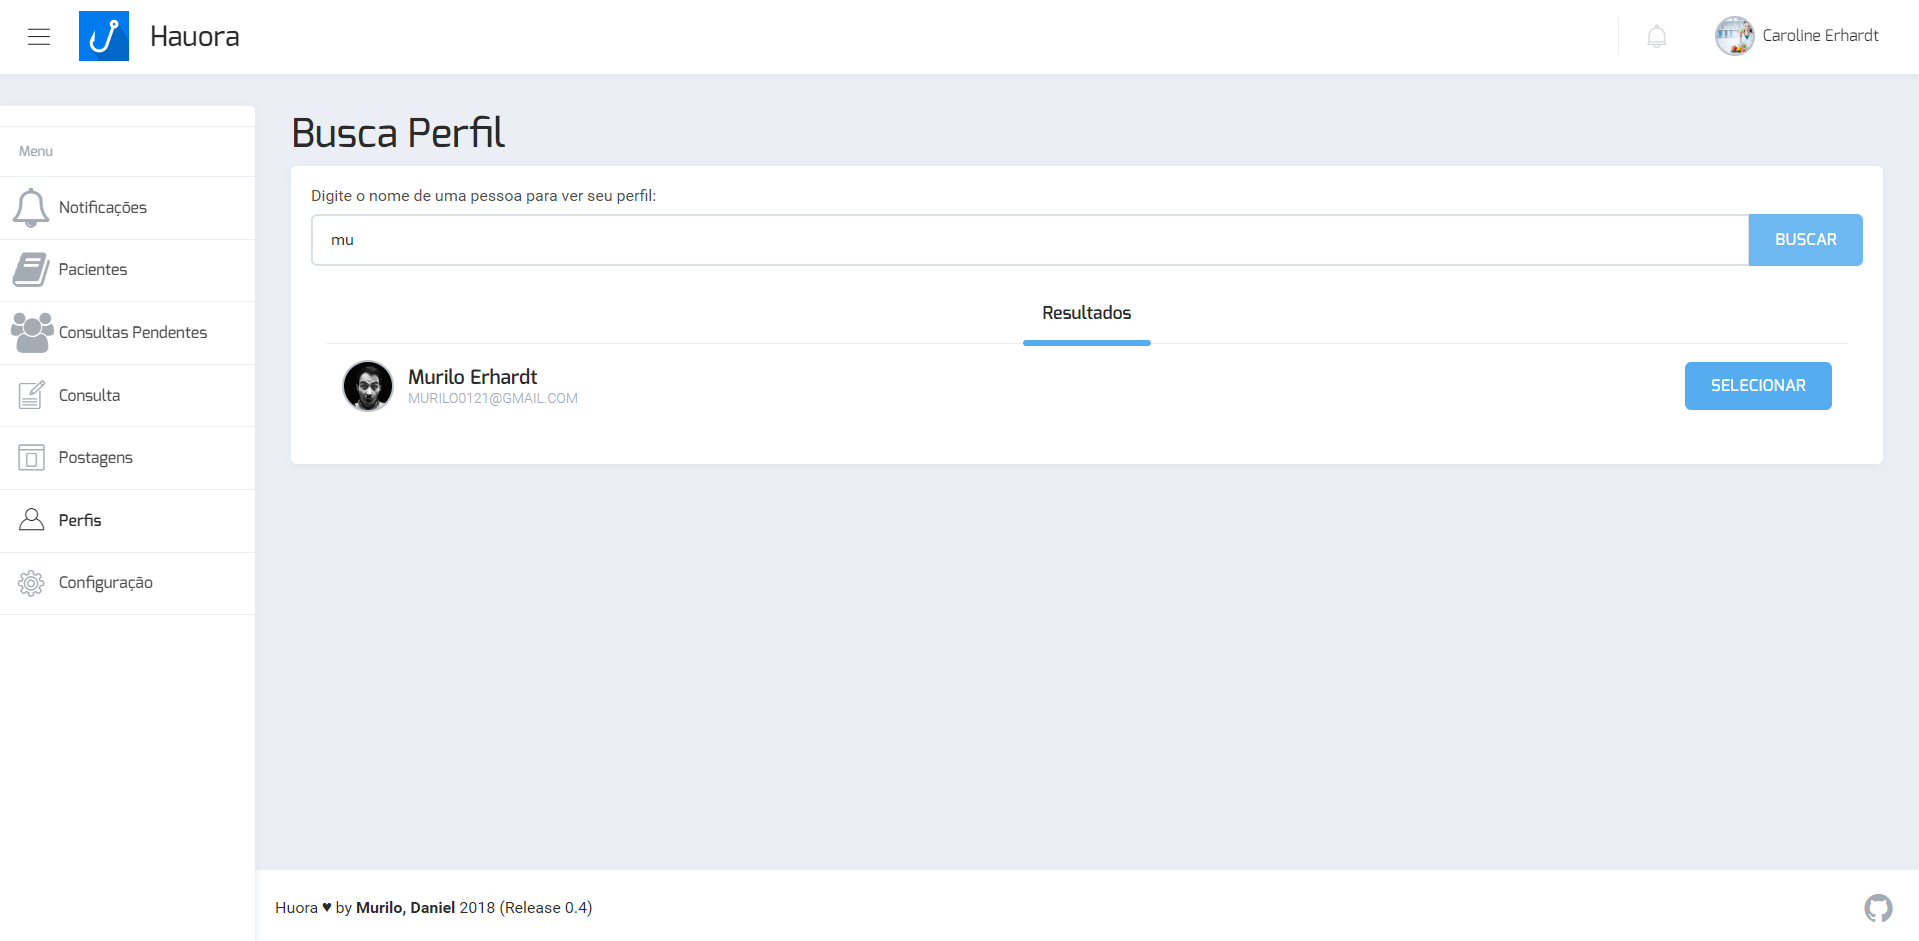 Hauora
Caroline Erhardt
Menu
Notificações
Pacientes
Consultas Pendentes
Consulta
Postagens
Perfis
Configuração
Busca Perfil
Digite o nome de uma pessoa para ver seu perfil:
mu
BUSCAR
Resultados
Murilo Erhardt
MURILO0121@GMAIL.COM
SELECIONAR
Huora ♥ by Murilo, Daniel 2018 (Release 0.4)